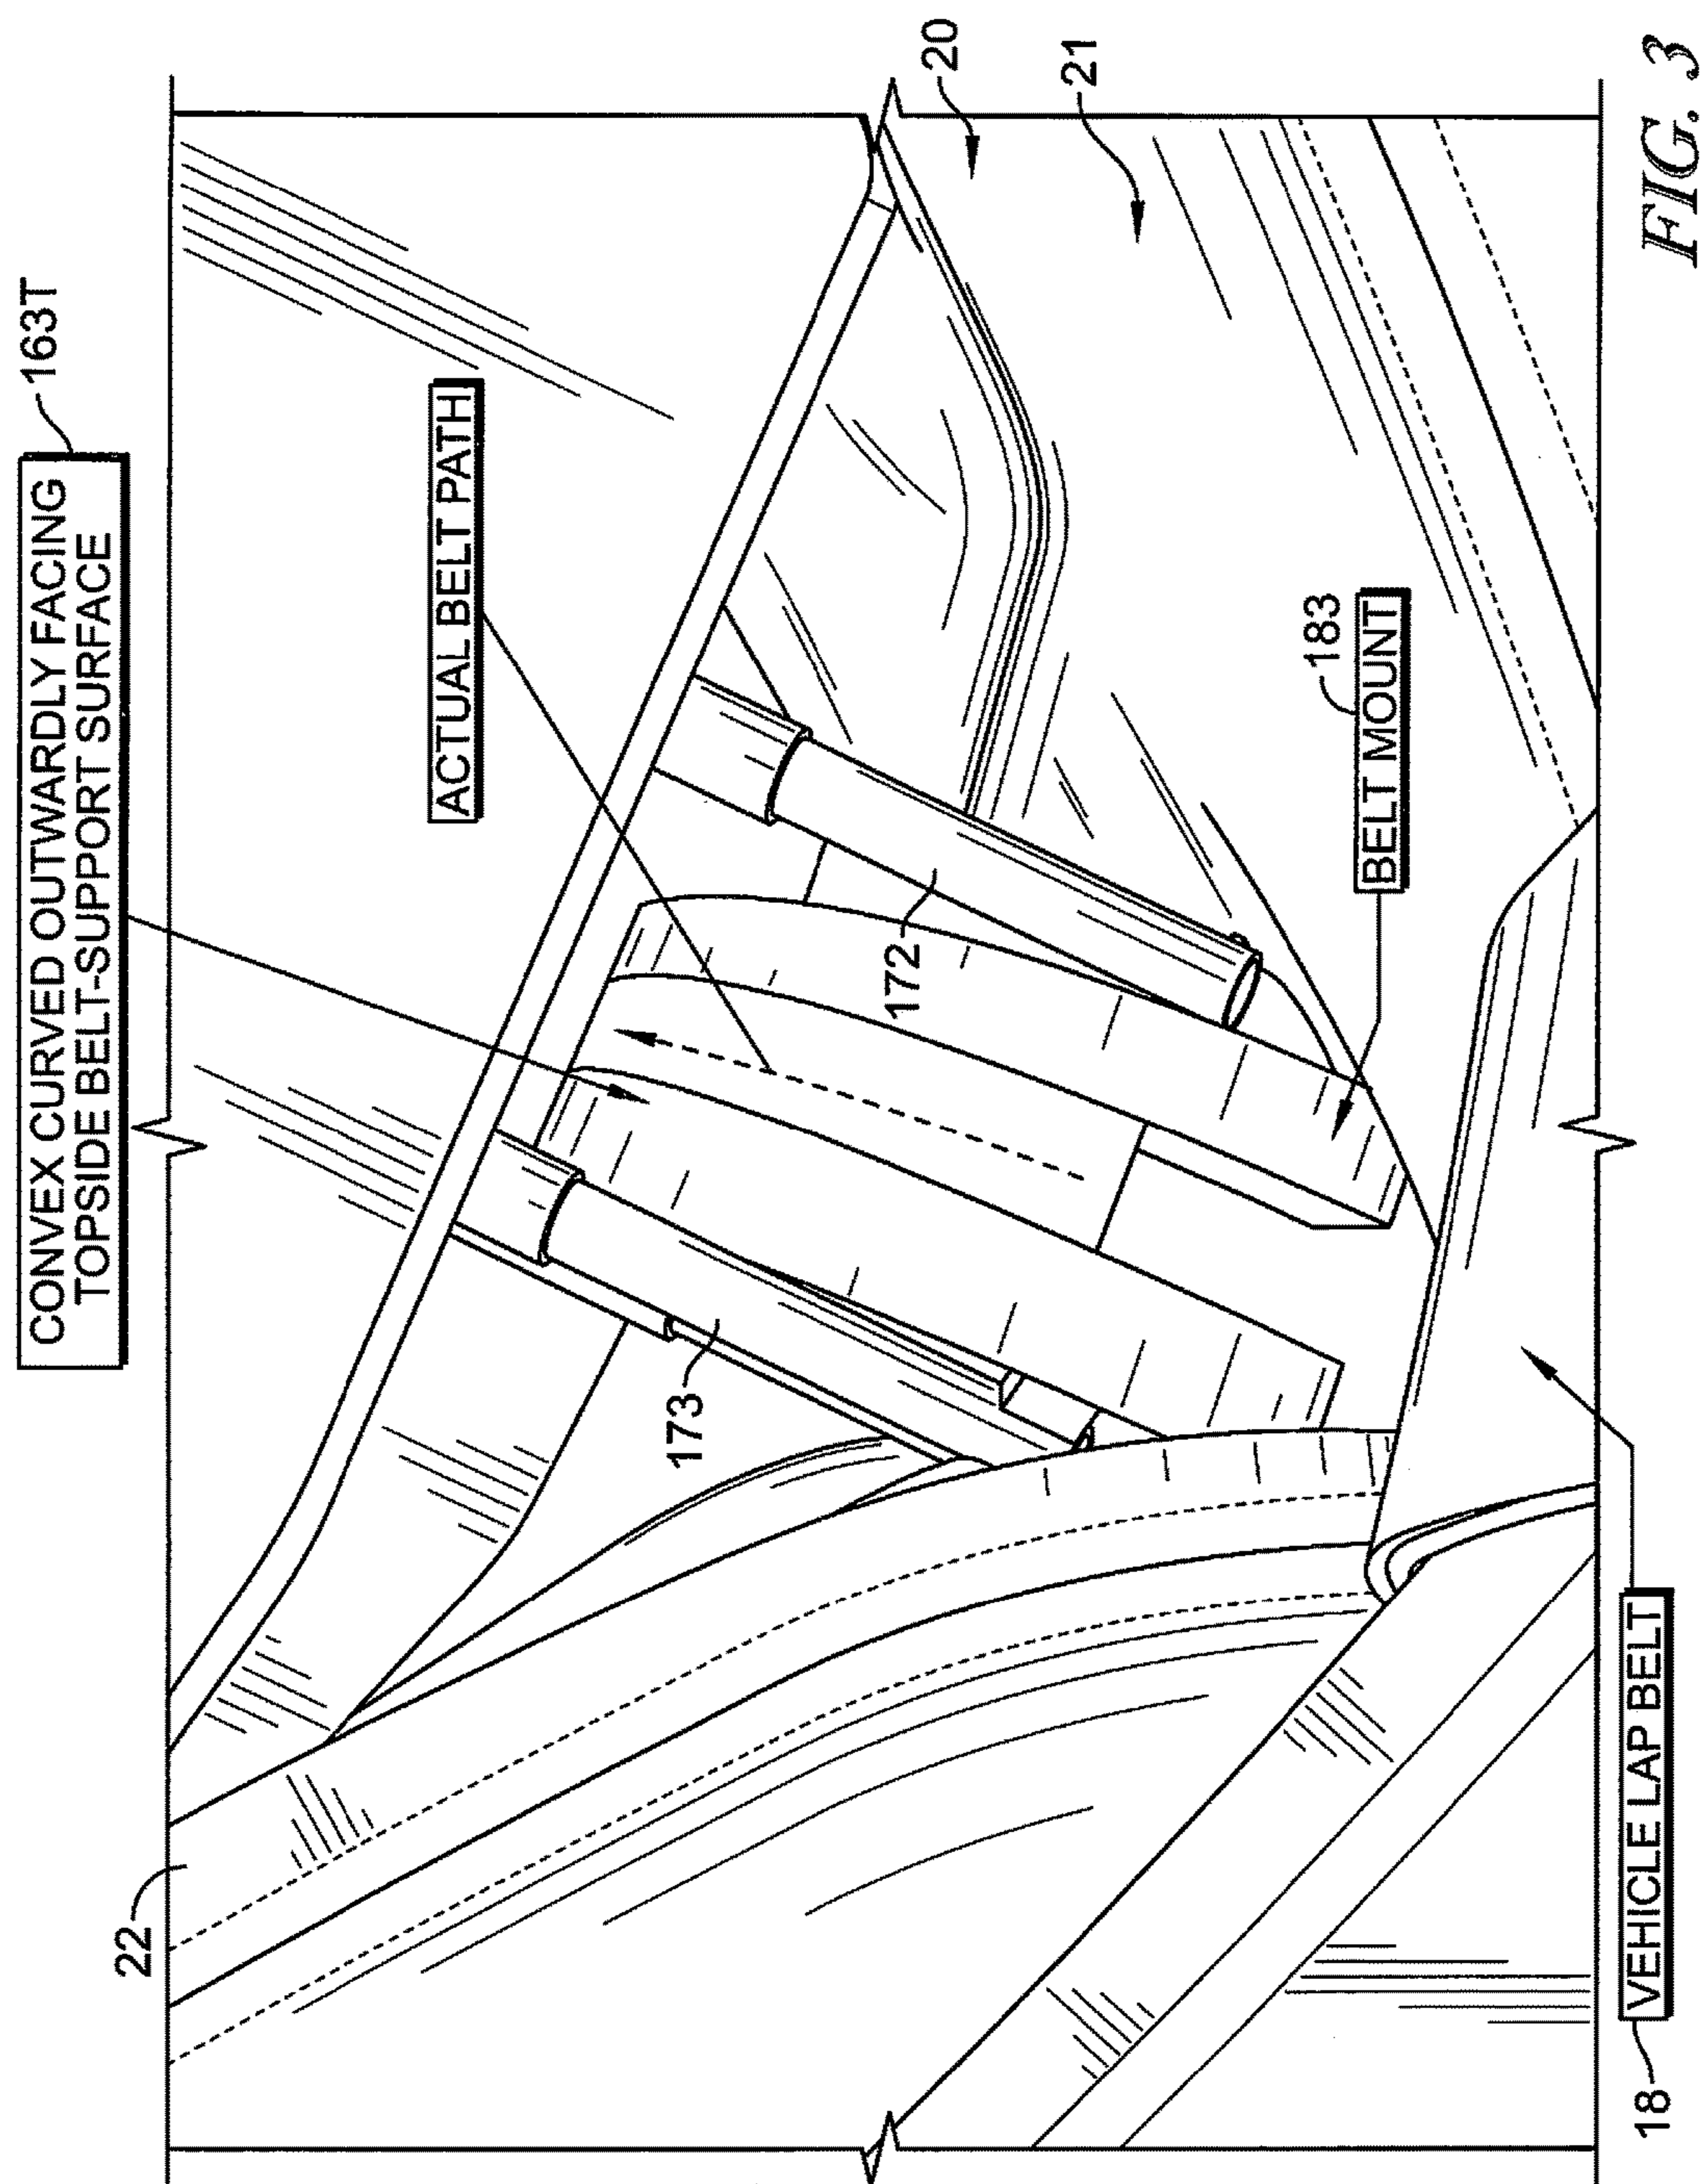 CONVEX CURVED OUTWARDLY FACING
TOPSIDE BELT-SUPPORT SURFACE
163T
ACTUAL BELT PATH
20
21
22
173
172
183
BELT MOUNT
18
VEHICLE LAP BELT
FIG. 3